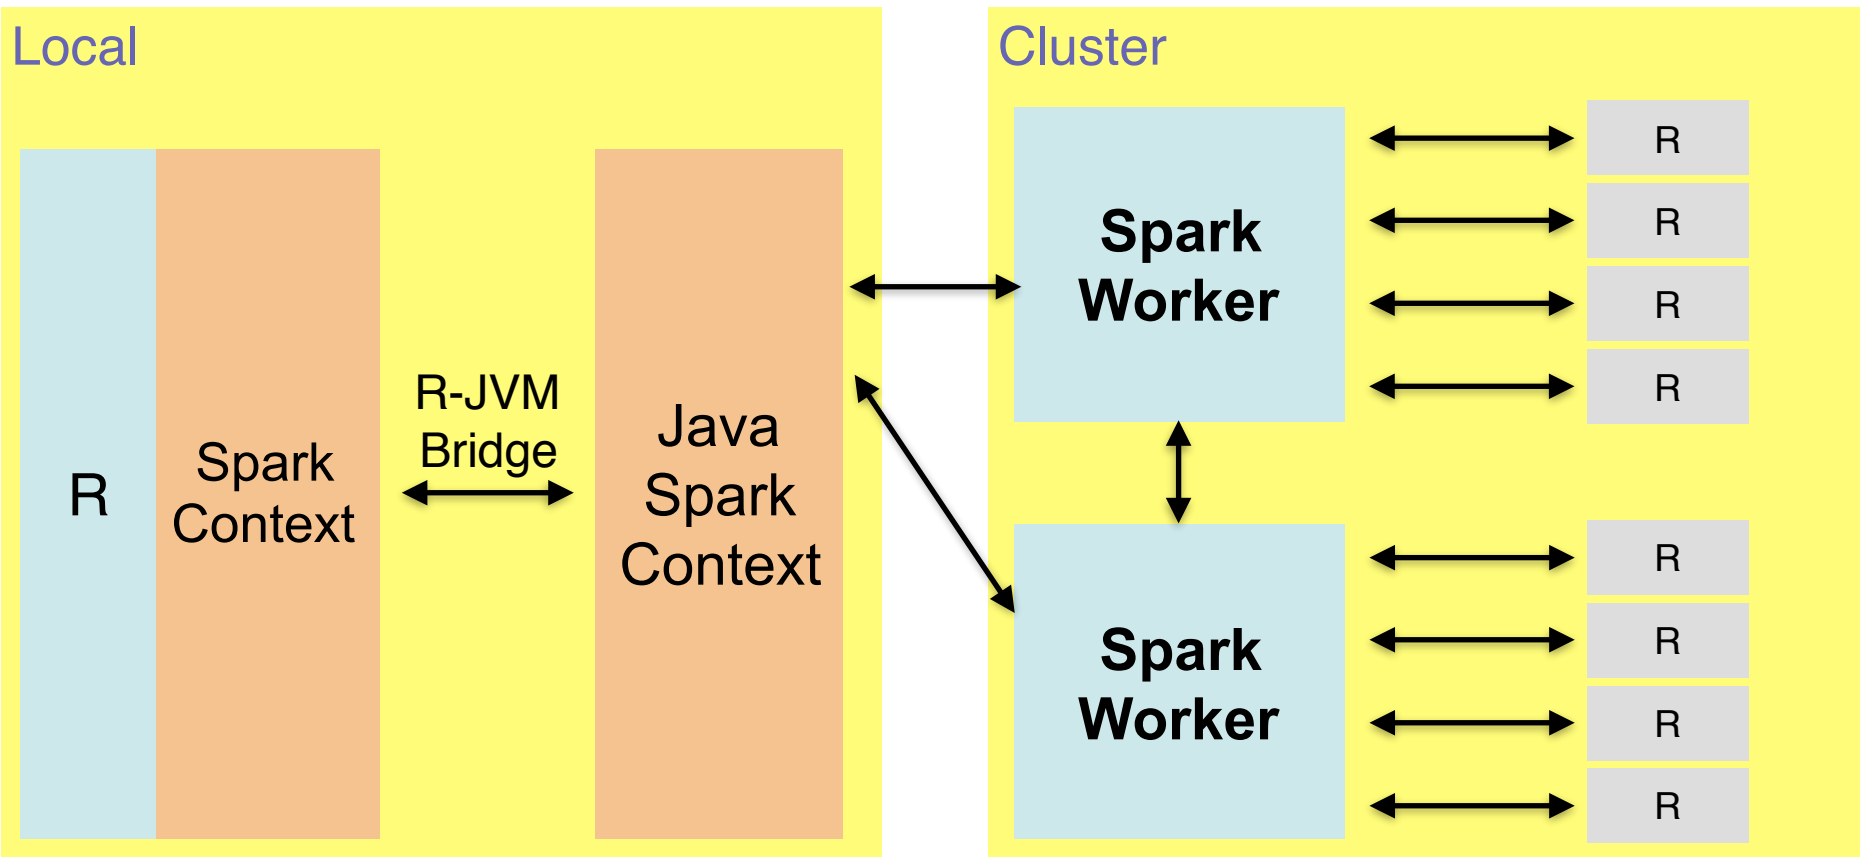 Local
R
Spark
Context
R-JVM
Bridge
Java
Spark
Context
Cluster
Spark
Worker
R
R
R
R
Spark
Worker
R
R
R
R